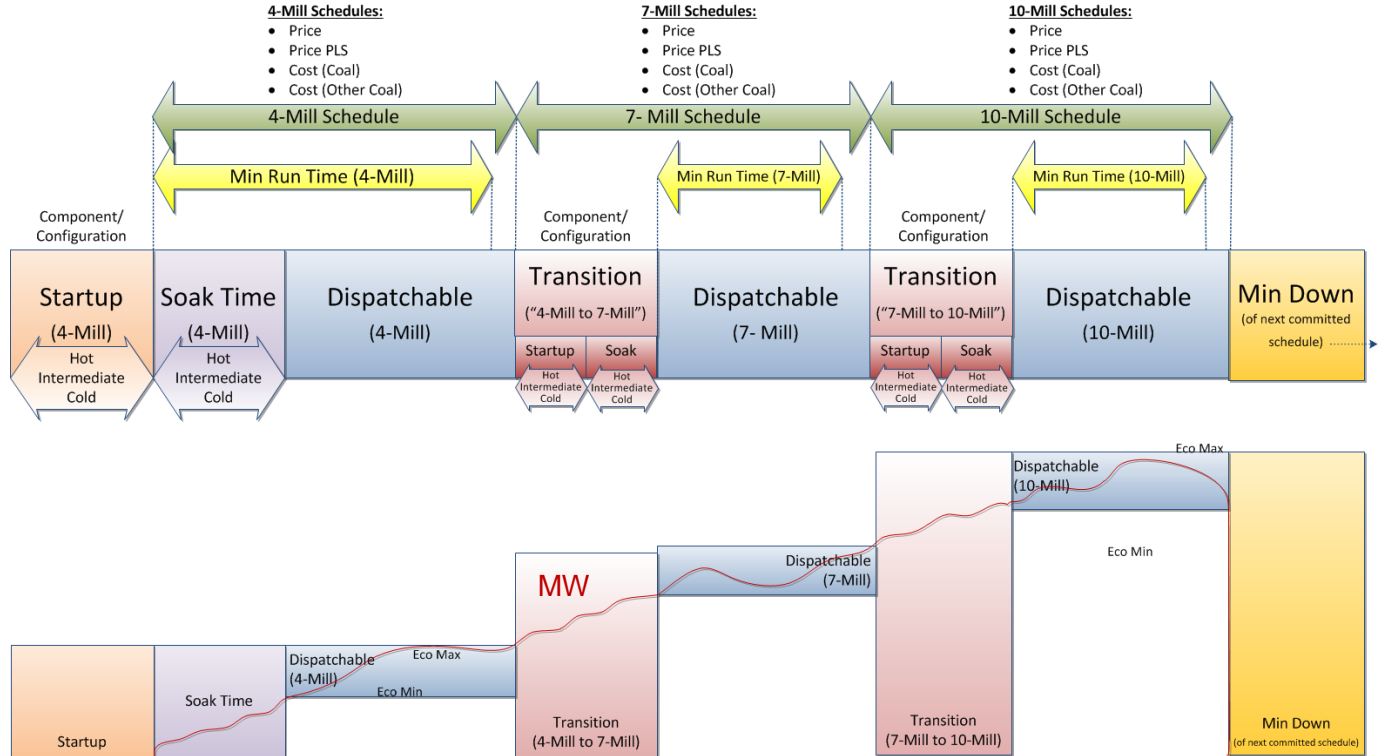 4-Mill Schedules:
• Price
• Price PLS
• Cost (Coal)
• Cost (Other Coal)
7-Mill Schedules:
• Price
• Price PLS
• Cost (Coal)
• Cost (Other Coal)
10-Mill Schedules:
• Price
• Price PLS
• Cost (Coal)
• Cost (Other Coal)
4-Mill Schedule
7- Mill Schedule
10-Mill Schedule
Min Run Time (4-Mill)
Min Run Time (7-Mill)
Min Run Time (10-Mill)
Component/
Configuration
Component/
Configuration
Component/
Configuration
Startup
(4-Mill)
Hot
Intermediate
Cold
Soak Time
(4-Mill)
Hot
Intermediate
Cold
Dispatchable
(4-Mill)
Transition
(“4-Mill to 7-Mill”)
Startup
Soak
Hot
Intermediate
Cold
Hot
Intermediate
Cold
Dispatchable
(7- Mill)
Transition
(“7-Mill to 10-Mill”)
Startup
Soak
Hot
Intermediate
Cold
Hot
Intermediate
Cold
Dispatchable
(10-Mill)
Min Down
(of next committed
schedule)
Startup
Soak Time
Dispatchable
(4-Mill)
Eco Max
Eco Min
MW
Transition
(4-Mill to 7-Mill)
Dispatchable
(7-Mill)
Transition
(7-Mill to 10-Mill)
Eco Max
Dispatchable
(10-Mill)
Eco Min
Min Down
(of next committed schedule)